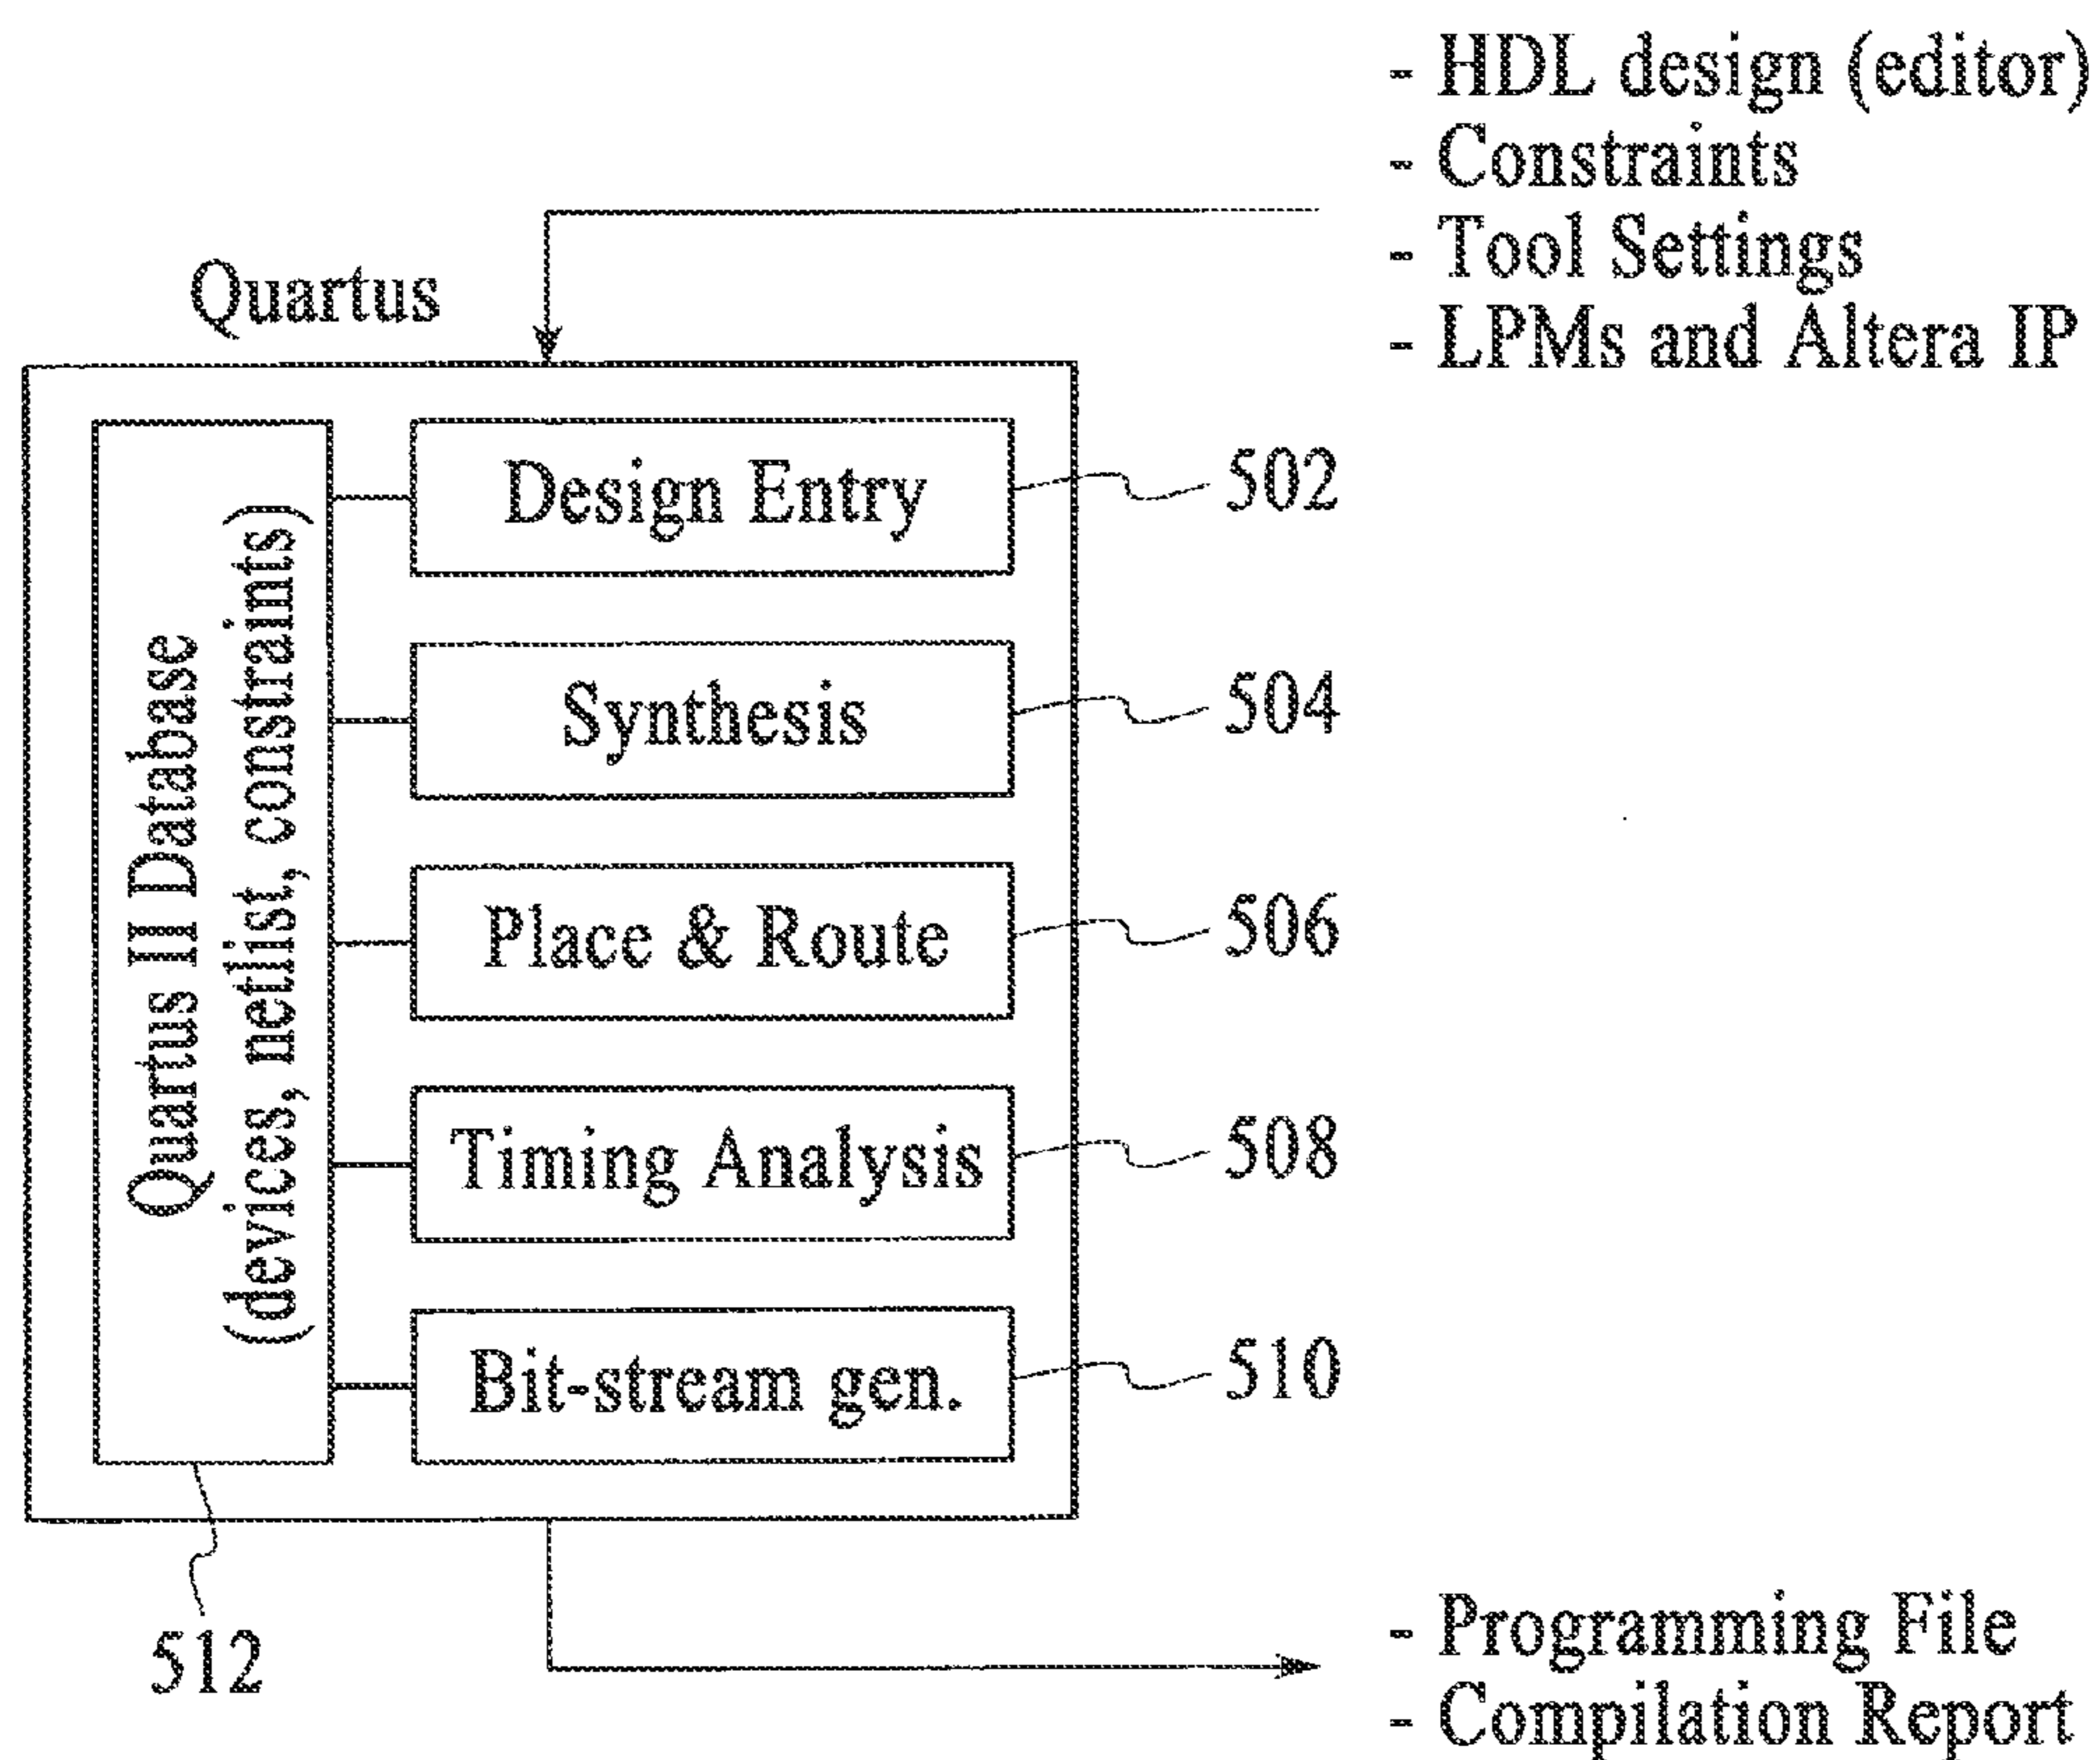 - HDL design (editor)
- Constraints
- Tool Settings
- LPMs and Altera IP
Quartus
Quartus II Database
(devices, netlist, constraints)
Design Entry
502
Synthesis
504
Place & Route
506
Timing Analysis
508
Bit-stream gen.
510
512
- Programming File
- Compilation Report